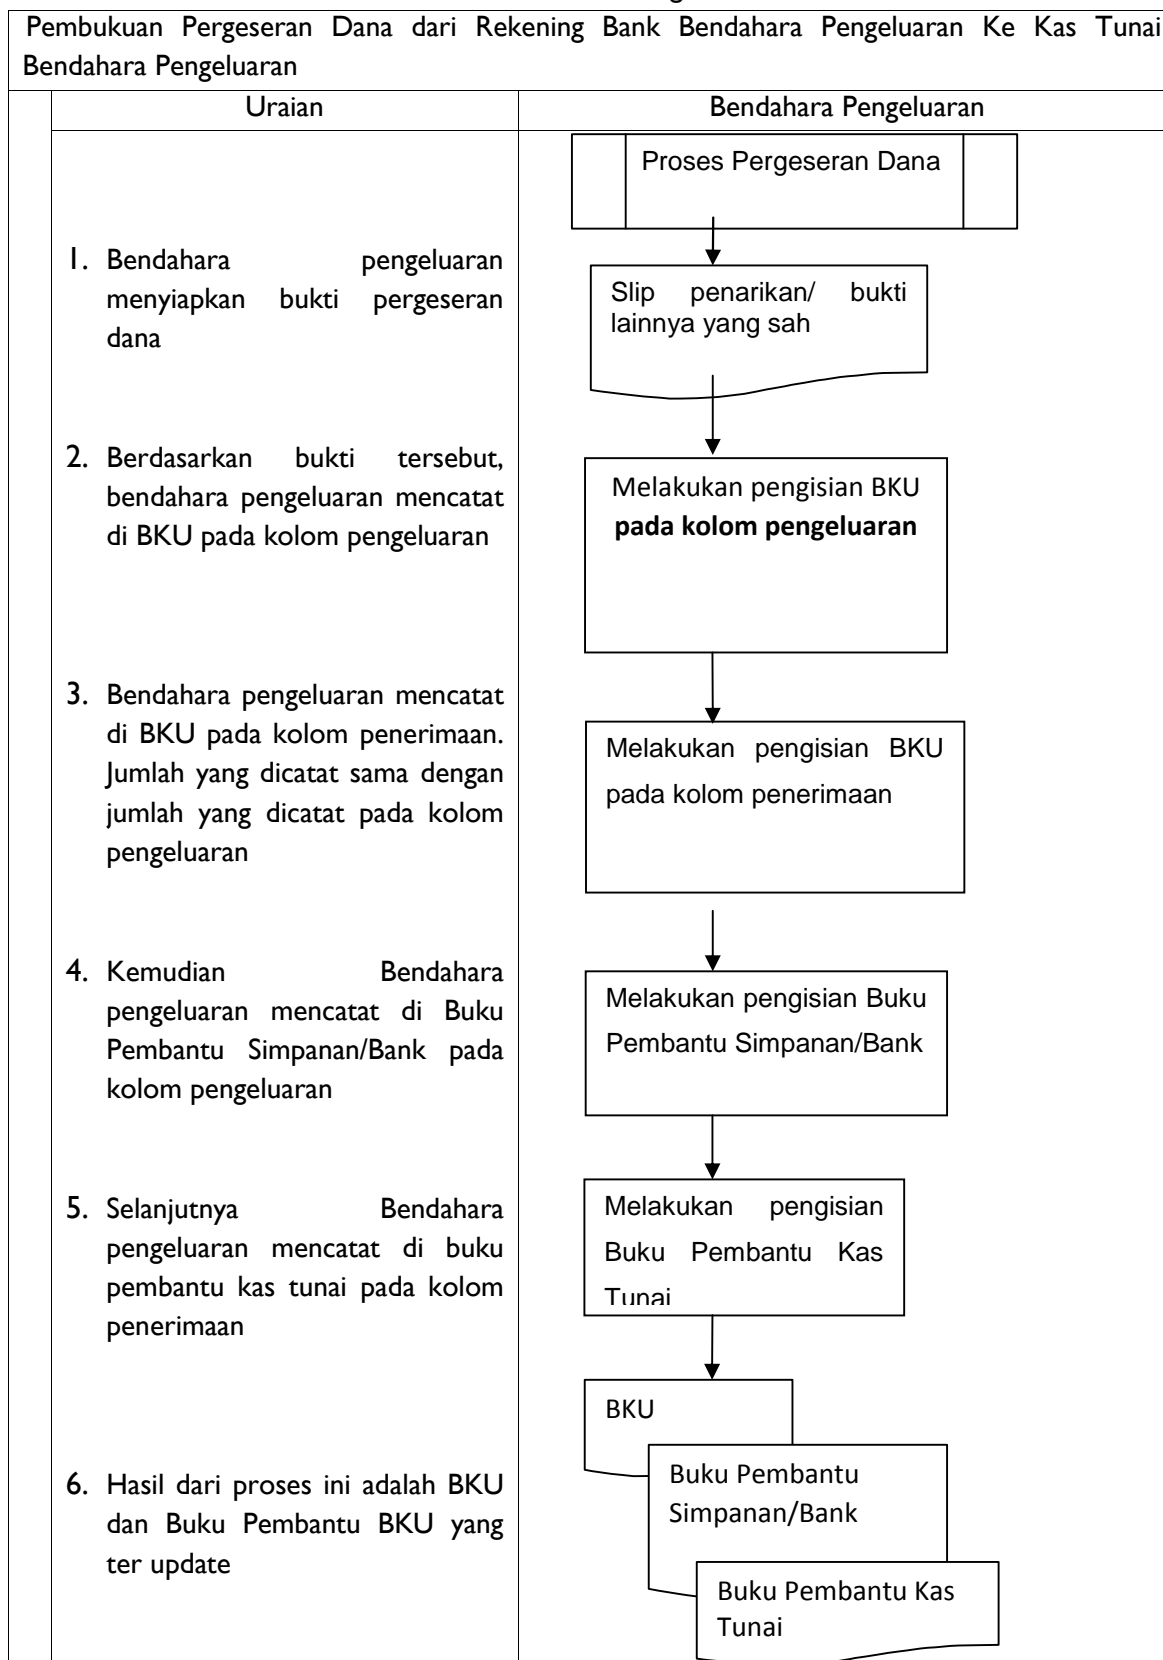 Pembukuan Pergeseran Dana dari Rekening Bank Bendahara Pengeluaran Ke Kas Tunai
Bendahara Pengeluaran
Uraian
Bendahara Pengeluaran
Proses Pergeseran Dana
1. Bendahara pengeluaran
menyiapkan bukti pergeseran
dana
Slip penarikan/ bukti
lainnya yang sah
2. Berdasarkan bukti tersebut,
bendahara pengeluaran mencatat
di BKU pada kolom pengeluaran
Melakukan pengisian BKU
pada kolom pengeluaran
3. Bendahara pengeluaran mencatat
di BKU pada kolom penerimaan.
Jumlah yang dicatat sama dengan
jumlah yang dicatat pada kolom
pengeluaran
Melakukan pengisian BKU
pada kolom penerimaan
4. Kemudian Bendahara
pengeluaran mencatat di Buku
Pembantu Simpanan/Bank pada
kolom pengeluaran
Melakukan pengisian Buku
Pembantu Simpanan/Bank
5. Selanjutnya Bendahara
pengeluaran mencatat di buku
pembantu kas tunai pada kolom
penerimaan
Melakukan pengisian
Buku Pembantu Kas
Tunai
6. Hasil dari proses ini adalah BKU
dan Buku Pembantu BKU yang
ter update
BKU
Buku Pembantu
Simpanan/Bank
Buku Pembantu Kas
Tunai